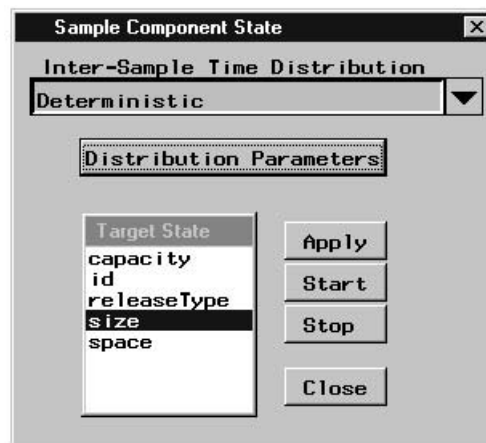 Sample Component State
Inter-Sample Time Distribution
Deterministic
Distribution Parameters
Target State
capacity
id
releaseType
size
space
Apply
Start
Stop
Close